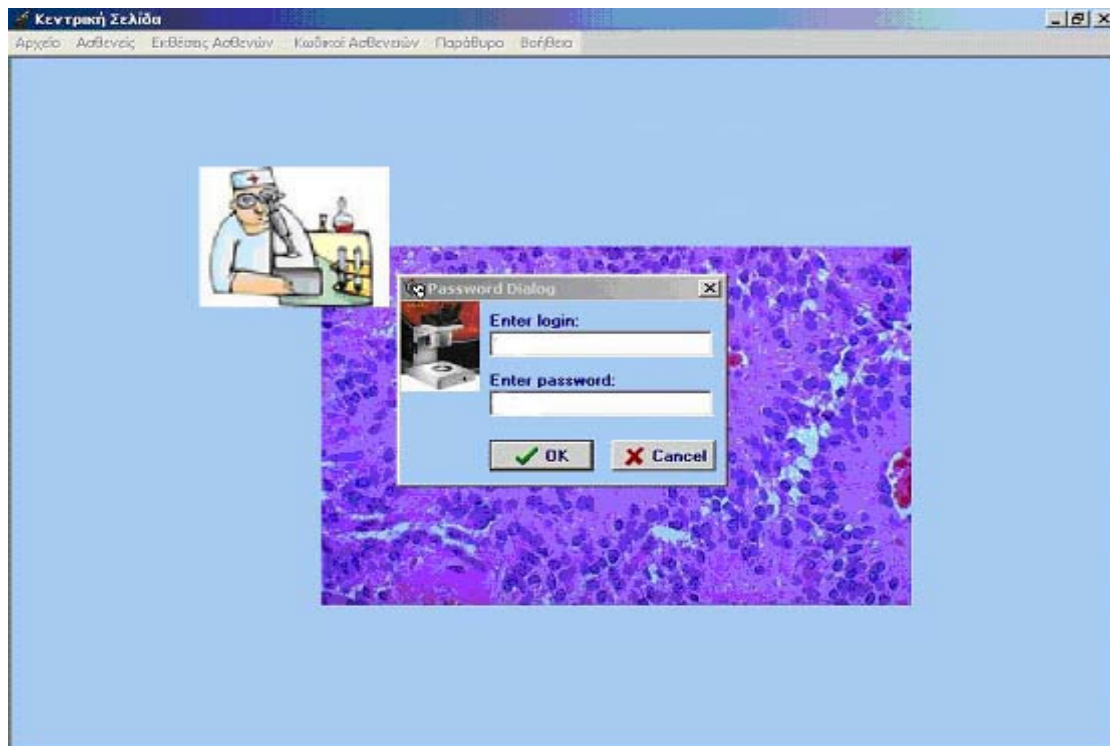 Κεντρική Σελίδα
Αρχείο Ασθενείς Εκθέσεις Ασθενών Κωδικοί Ασθενειών Παράθυρο Βοήθεια
Password Dialog
Enter login:
Enter password:
OK Cancel